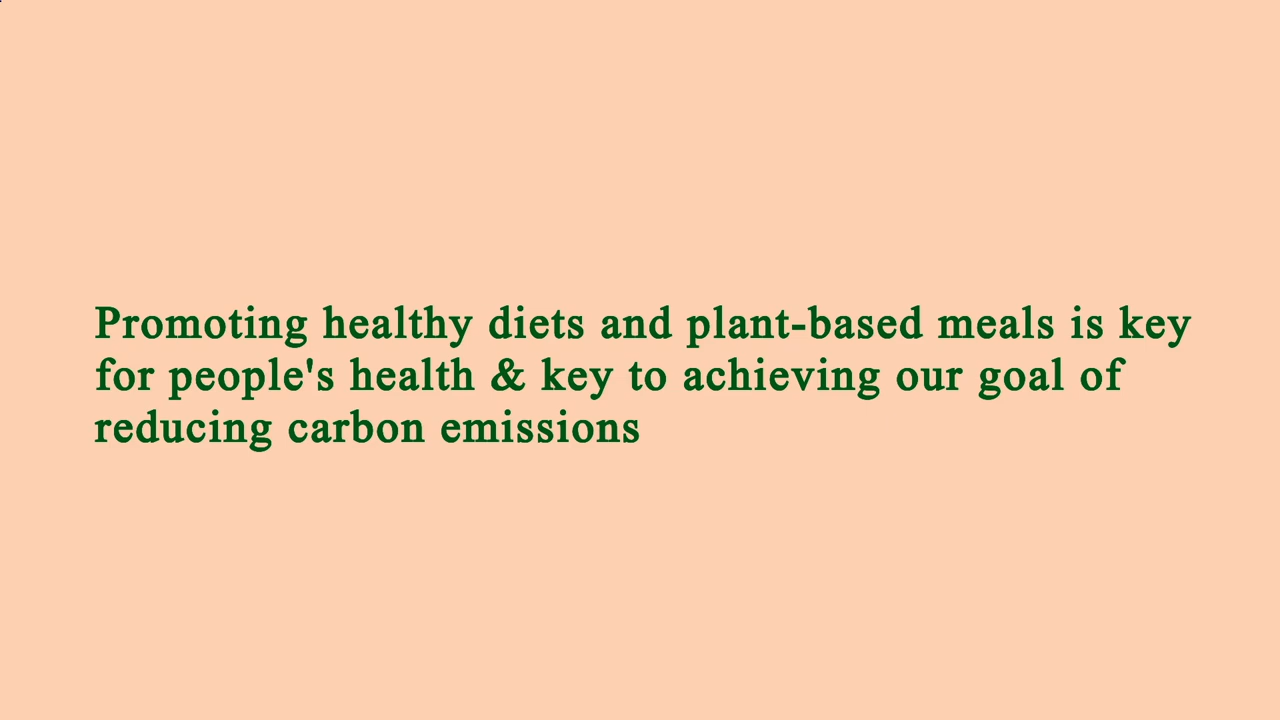 Promoting healthy diets and plant-based meals is key
for people's health & key to achieving our goal of
reducing carbon emissions